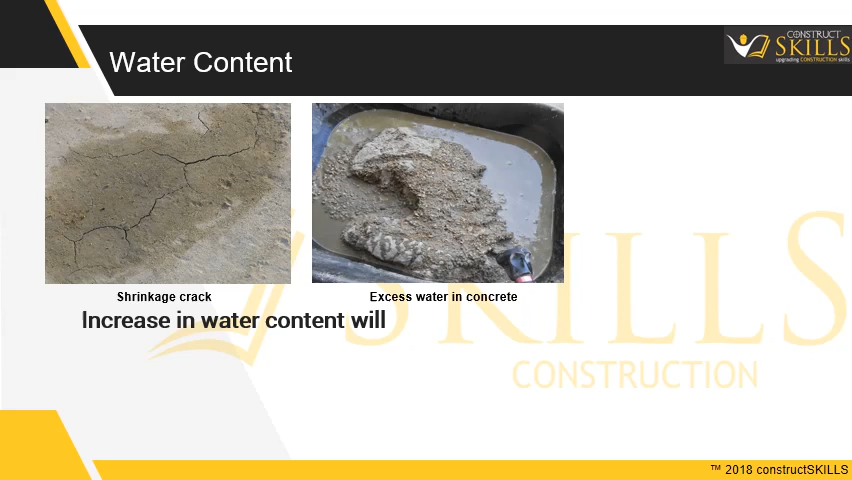 Water Content
CONSTRUCT
SKILLS
upgrading CONSTRUCTION skills
Shrinkage crack
Excess water in concrete
Increase in water content will
SKILLS
CONSTRUCTION
™ 2018 constructSKILLS